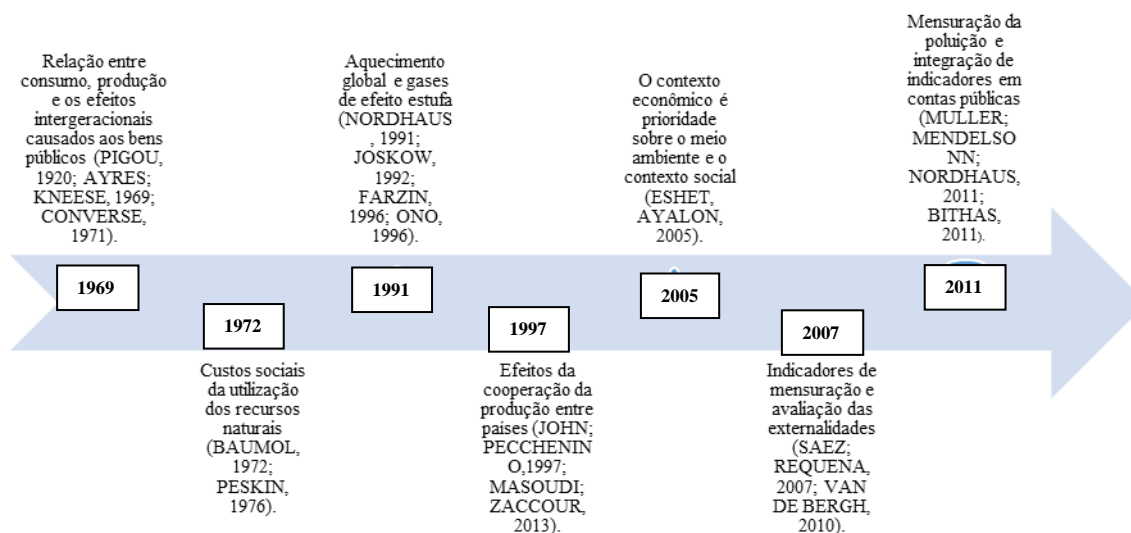 Relação entre
consumo, produção
e os efeitos
intergeracionais
causados aos bens
públicos (PIGOU,
1920; AYRES;
KNEESE, 1969;
CONVERSE,
1971).
1969
1972
Custos sociais
da utilização
dos recursos
naturais
(BAUMOL,
1972;
PESKIN,
1976).
Aquecimento
global e gases
de efeito estufa
(NORDHAUS
, 1991;
JOSKOW,
1992;
FARZIN,
1996; ONO,
1996).
1991
1997
Efeitos da
cooperação da
produção entre
países (JOHN;
PECCHENIN
O,1997;
MASOUDI;
ZACCOUR,
2013).
O contexto
econômico é
prioridade
sobre o meio
ambiente e o
contexto social
(ESHET,
AYALON,
2005).
2005
2007
Indicadores de
mensuração e
avaliação das
externalidades
(SAEZ;
REQUENA,
2007; VAN
DE BERGH,
2010).
Mensuração da
poluição e
integração de
indicadores em
contas públicas
(MULLER;
MENDELSO
NN;
NORDHAUS,
2011;
BITHAS,
2011).
2011